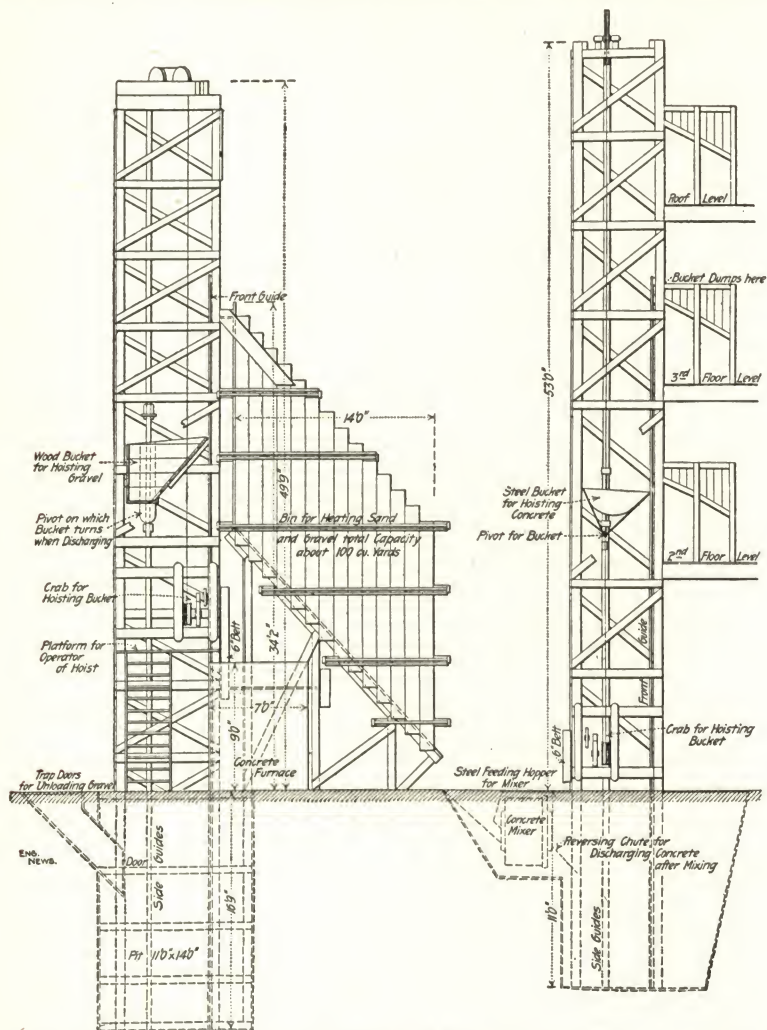 Front Guide
14'0"
49'9"
Wood Bucket
for Hoisting
Gravel
Pivot on which
Bucket turns
when Discharging
Bin for Heating Sand
and Gravel total Capacity
about 100 cu. Yards
Crab for
Hoisting Bucket
Platform for
Operator
of Hoist
6" Belt
34'2"
7'0"
9'0"
Concrete
Furnace
Trap Doors
for Unloading Gravel
ENG.
NEWS.
Door
Side Guides
16'9"
Pit 11'0" x 14'0"
53'0"
Roof Level
Bucket Dumps here
3rd Floor Level
Steel Bucket
for Hoisting
Concrete
Pivot for Bucket
2nd Floor Level
Front Guide
6" Belt
Crab for Hoisting
Bucket
Steel Feeding Hopper
for Mixer
Concrete
Mixer
Reversing Chute for
Discharging Concrete
after Mixing
11'0"
Side Guides